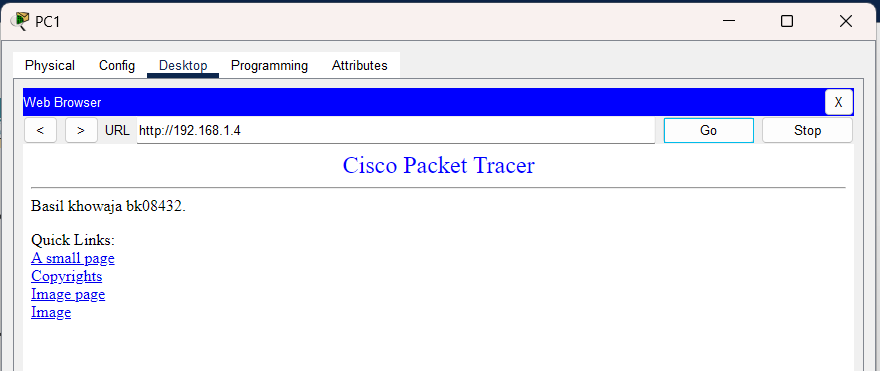 PC1
Physical Config Desktop Programming Attributes
Web Browser X
< > URL http://192.168.1.4 Go Stop
Cisco Packet Tracer
Basil khowaja bk08432.
Quick Links:
A small page
Copyrights
Image page
Image